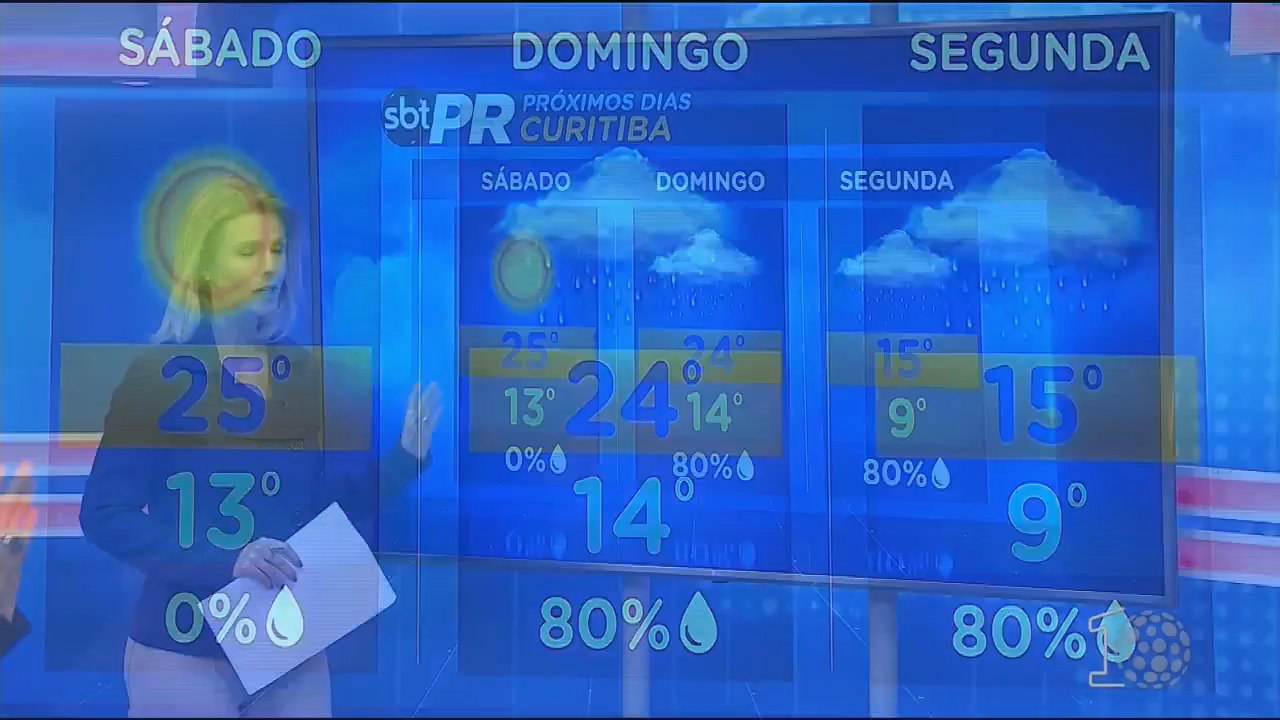 SÁBADO DOMINGO SEGUNDA
sbt PR PRÓXIMOS DIAS
CURITIBA
SÁBADO DOMINGO SEGUNDA
25° 24° 15°
13° 14° 9°
0% 80% 80%
25° 24° 15°
13° 14° 9°
0% 80% 80%
1